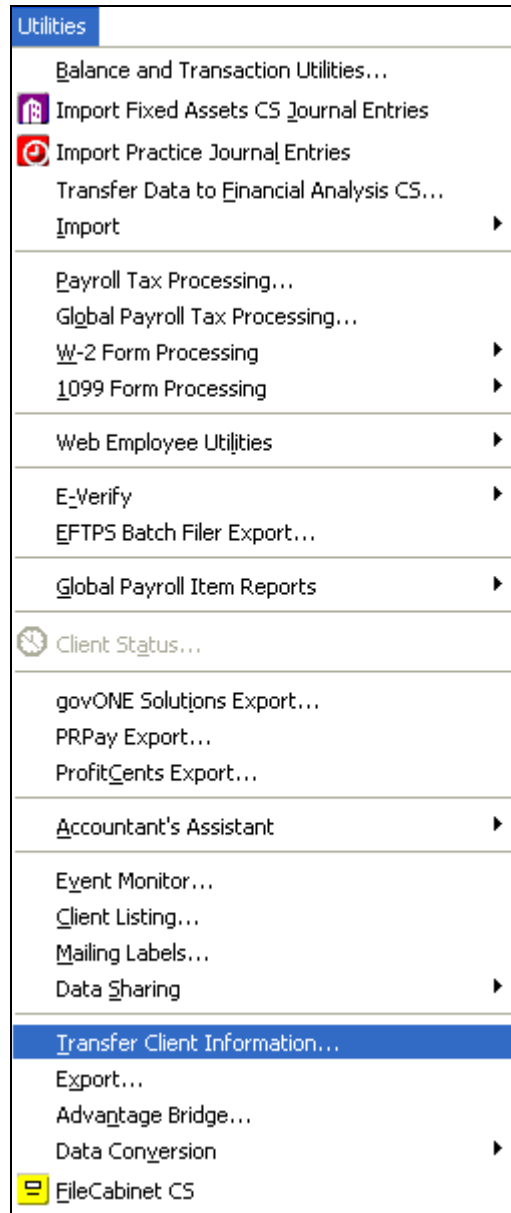 Utilities
Balance and Transaction Utilities...
Import Fixed Assets CS Journal Entries
Import Practice Journal Entries
Transfer Data to Financial Analysis CS...
Import
Payroll Tax Processing...
Global Payroll Tax Processing...
W-2 Form Processing
1099 Form Processing
Web Employee Utilities
E-Verify
EFTPS Batch Filer Export...
Global Payroll Item Reports
Client Status...
govONE Solutions Export...
PRPay Export...
ProfitCents Export...
Accountant's Assistant
Event Monitor...
Client Listing...
Mailing Labels...
Data Sharing
Transfer Client Information...
Export...
Advantage Bridge...
Data Conversion
FileCabinet CS